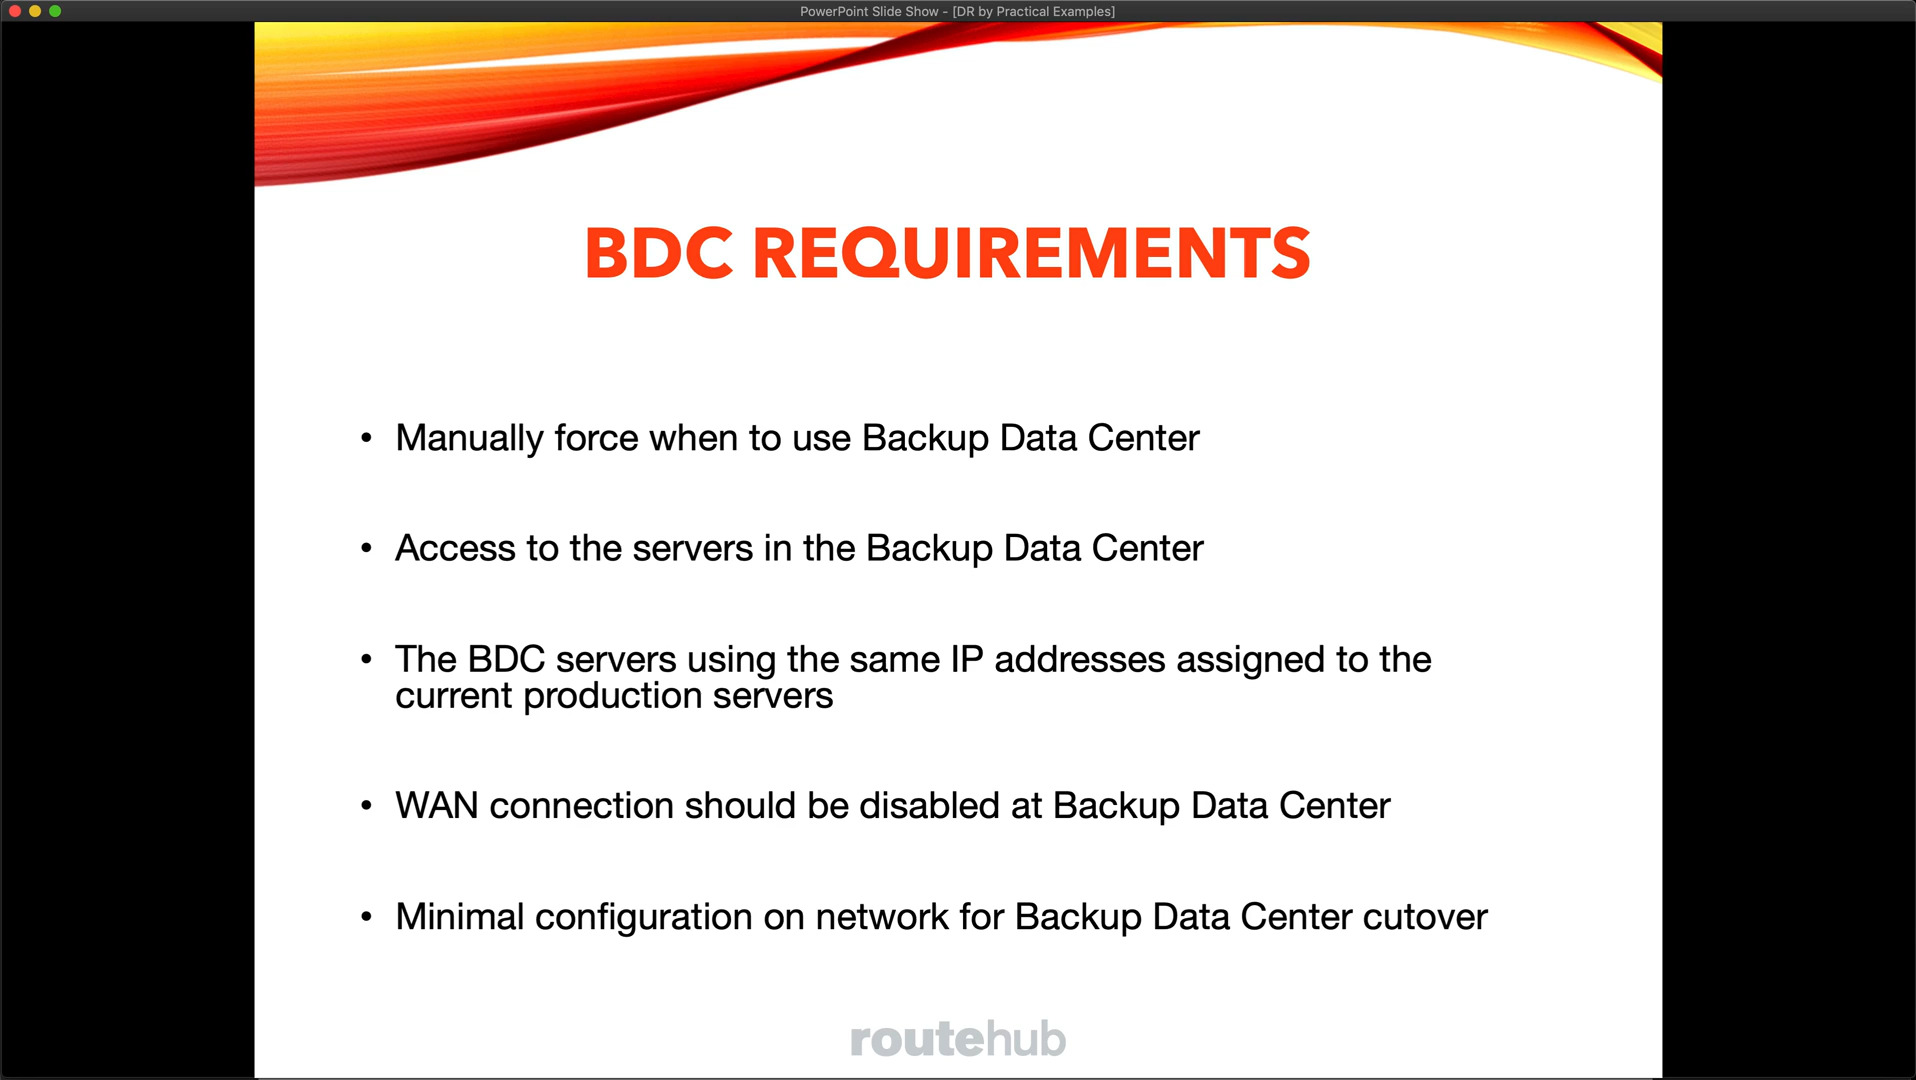 PowerPoint Slide Show - [DR by Practical Examples]
BDC REQUIREMENTS
• Manually force when to use Backup Data Center
• Access to the servers in the Backup Data Center
• The BDC servers using the same IP addresses assigned to the
current production servers
• WAN connection should be disabled at Backup Data Center
• Minimal configuration on network for Backup Data Center cutover
routehub